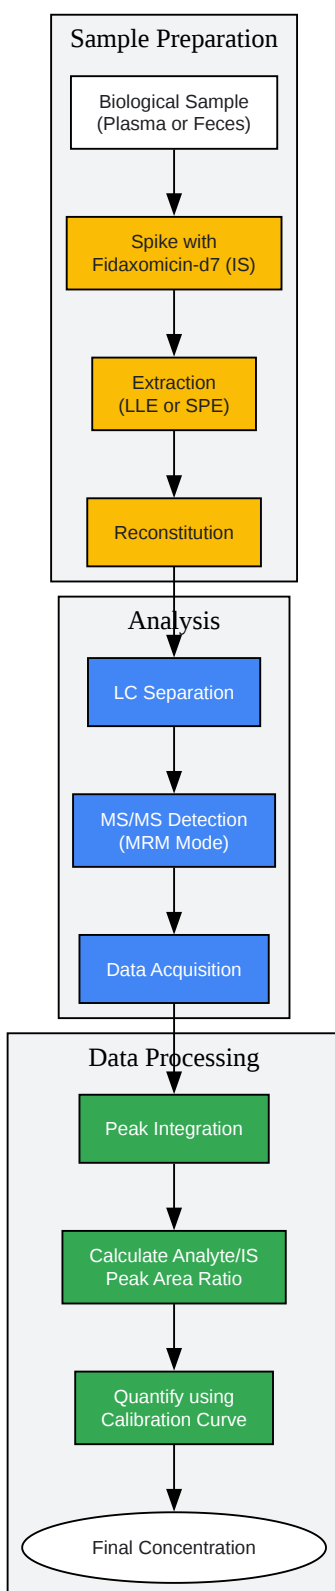 Sample Preparation
Biological Sample
(Plasma or Feces)
Spike with
Fidaxomicin-d7 (IS)
Extraction
(LLE or SPE)
Reconstitution
Analysis
LC Separation
MS/MS Detection
(MRM Mode)
Data Acquisition
Data Processing
Peak Integration
Calculate Analyte/IS
Peak Area Ratio
Quantify using
Calibration Curve
Final Concentration